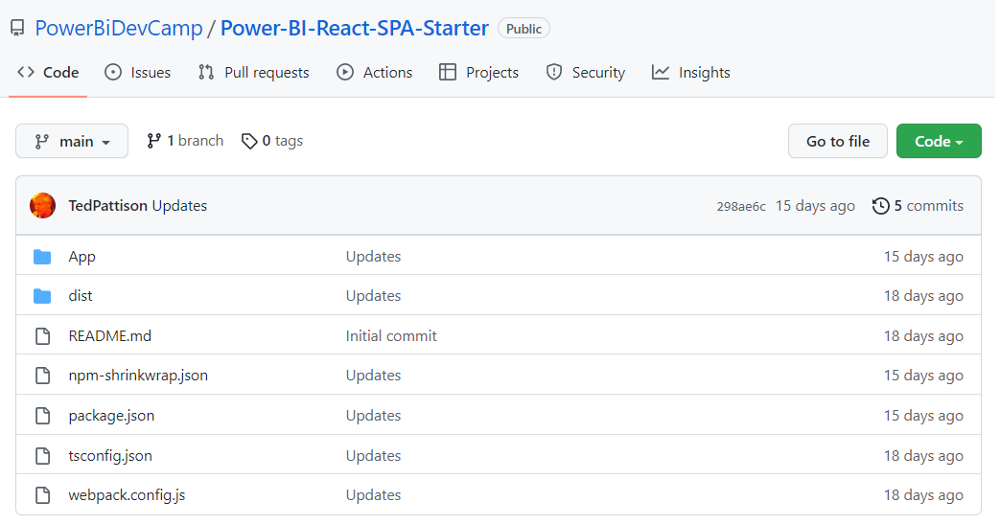 PowerBiDevCamp / Power-BI-React-SPA-Starter Public
Code Issues Pull requests Actions Projects Security Insights
main 1 branch 0 tags Go to file Code
TedPattison Updates 298ae6c 15 days ago 5 commits
App Updates 15 days ago
dist Updates 18 days ago
README.md Initial commit 18 days ago
npm-shrinkwrap.json Updates 15 days ago
package.json Updates 15 days ago
tsconfig.json Updates 18 days ago
webpack.config.js Updates 18 days ago